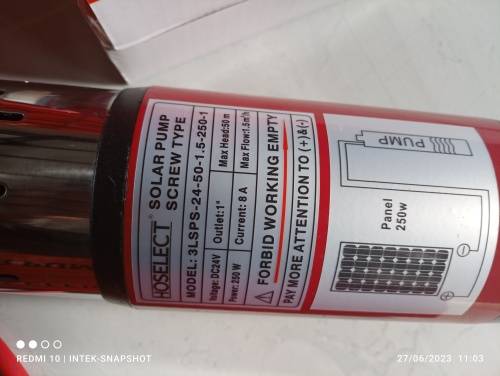 HOSELECT® SOLAR PUMP
SCREW TYPE
MODEL: 3LSPS-24-50-1.5-250-1
Voltage: DC24V Outlet: 1" Max Head:50m
Power: 250 W Current: 8 A Max Flow:1.5m³/h
FORBID WORKING EMPTY
PAY MORE ATTENTION TO (+)&(-)
PUMP
Panel
250w
REDMI 10 | INTEK-SNAPSHOT
27/06/2023 11:03